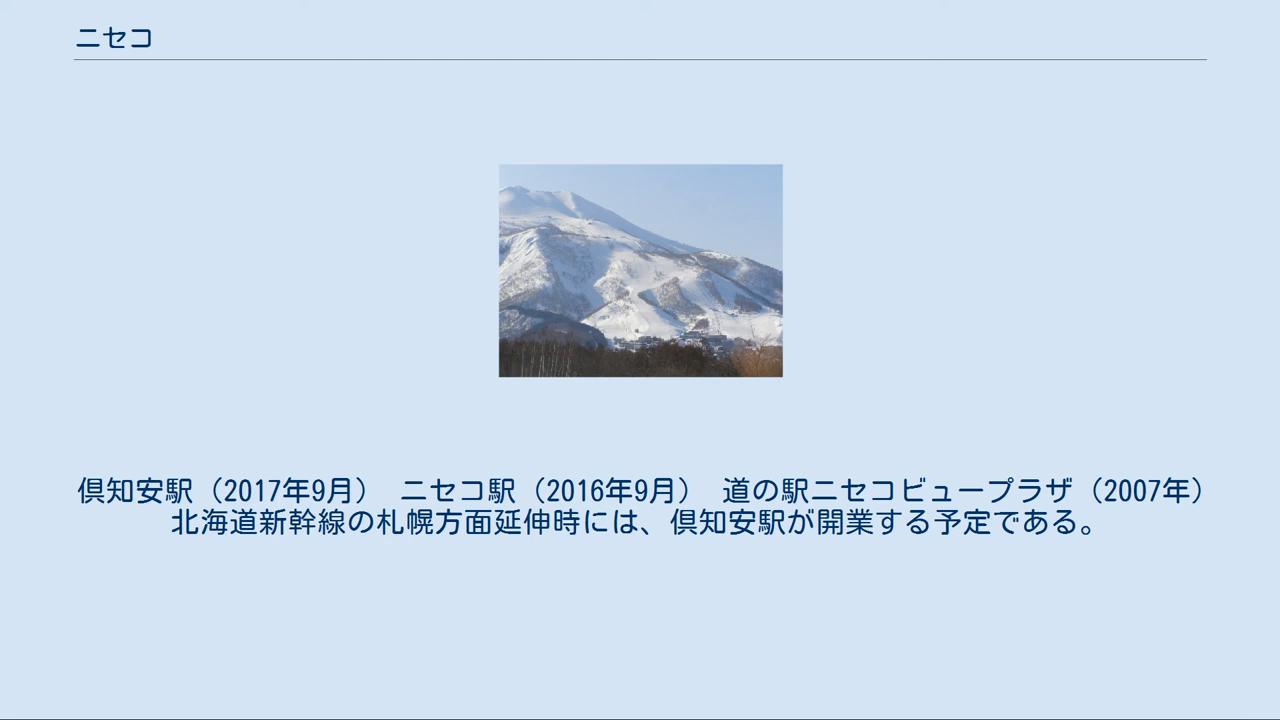 ニセコ
倶知安駅（2017年9月） ニセコ駅（2016年9月） 道の駅ニセコビュープラザ（2007年）
北海道新幹線の札幌方面延伸時には、倶知安駅が開業する予定である。